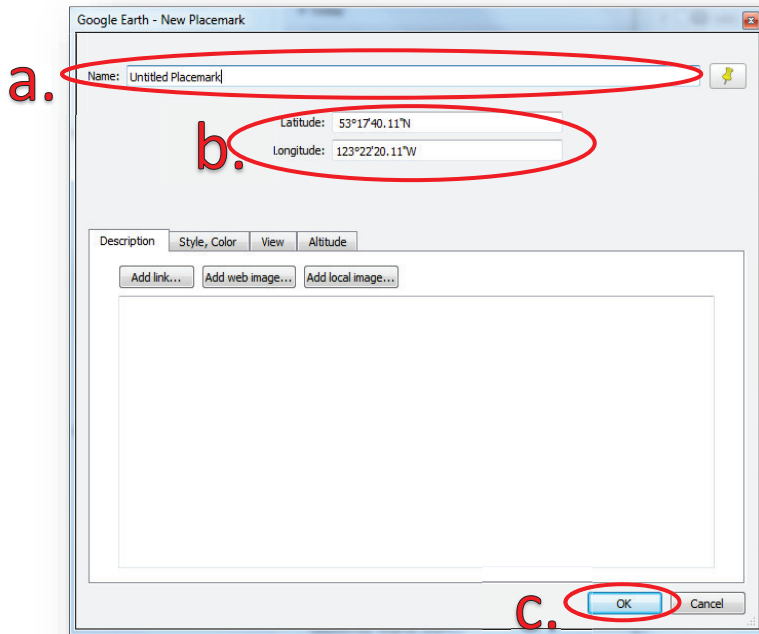 Google Earth - New Placemark
a. Name: Untitled Placemark
Latitude: 53°17'40.11"N
b.
Longitude: 123°22'20.11"W
Description Style, Color View Altitude
Add link... Add web image... Add local image...
c. OK Cancel